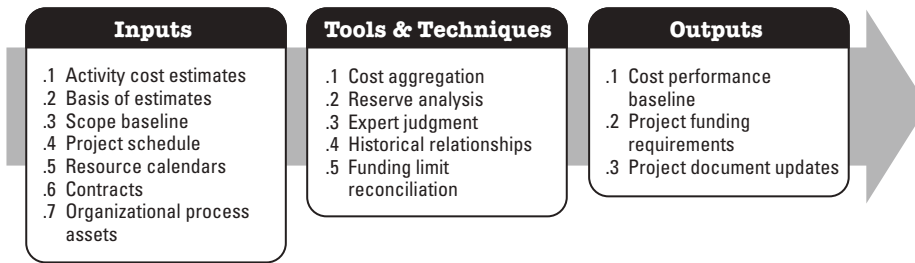 Inputs
.1 Activity cost estimates
.2 Basis of estimates
.3 Scope baseline
.4 Project schedule
.5 Resource calendars
.6 Contracts
.7 Organizational process
assets
Tools & Techniques
.1 Cost aggregation
.2 Reserve analysis
.3 Expert judgment
.4 Historical relationships
.5 Funding limit
reconciliation
Outputs
.1 Cost performance
baseline
.2 Project funding
requirements
.3 Project document updates